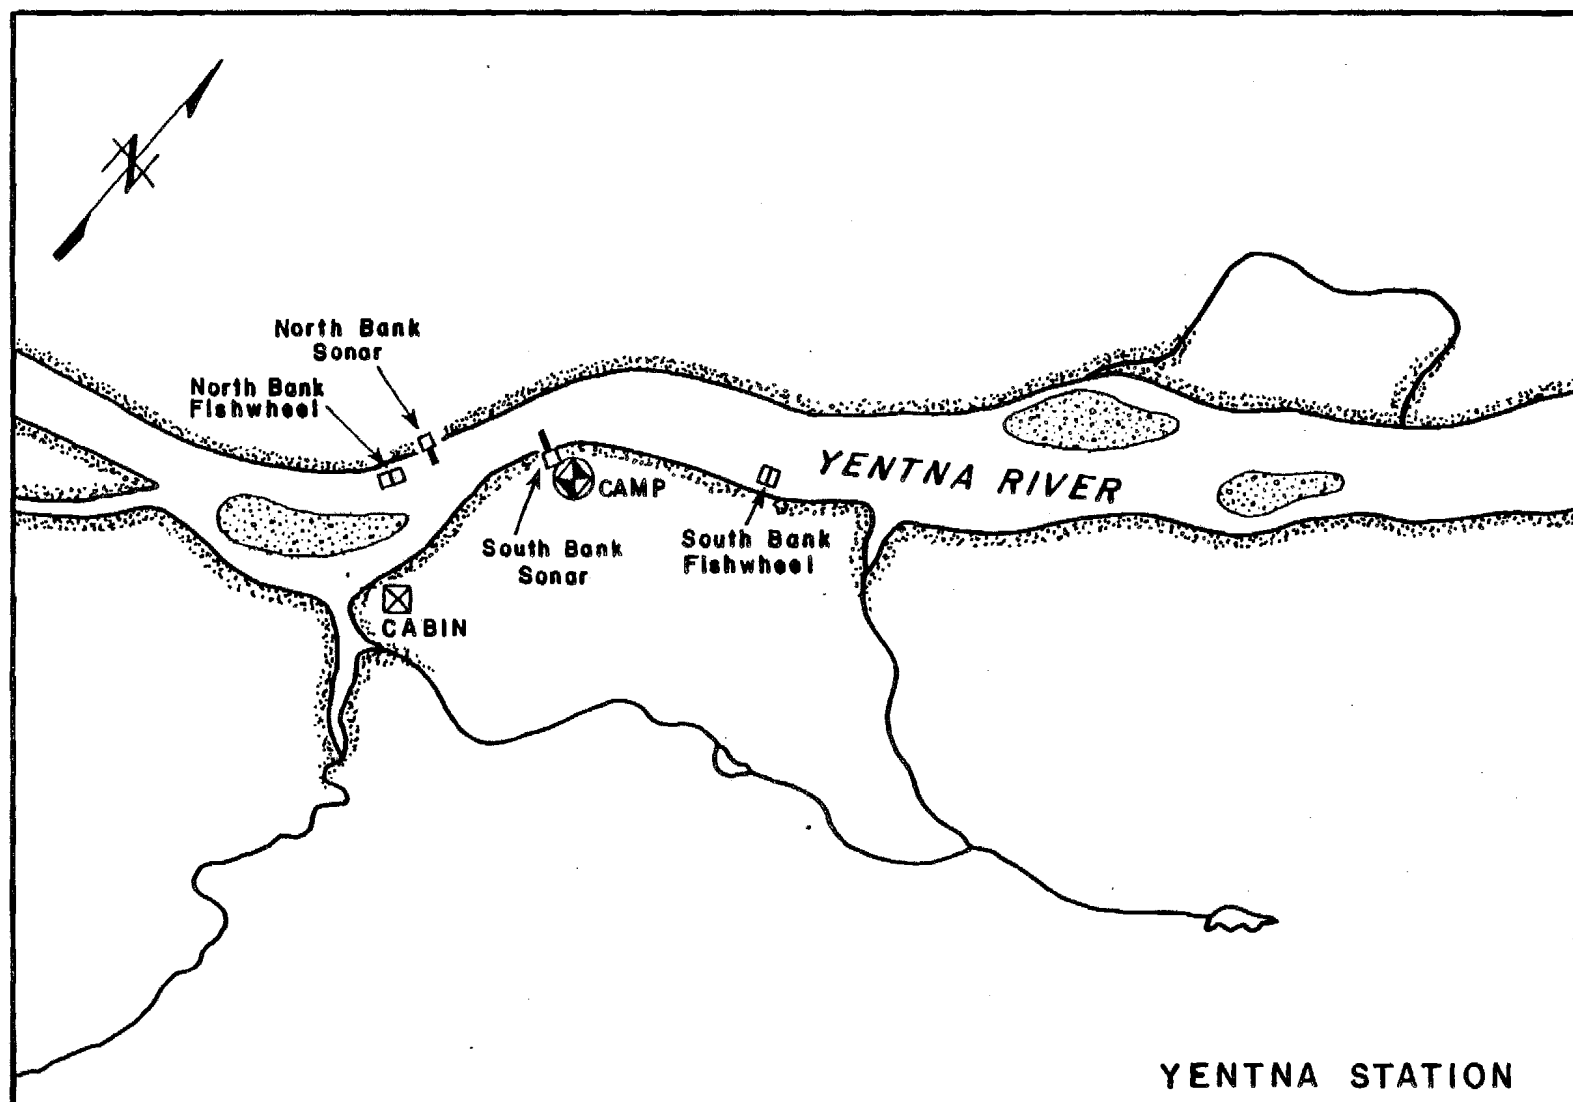 N
North Bank
Sonar
North Bank
Fishwheel
CAMP
YENTNA RIVER
South Bank
Sonar
South Bank
Fishwheel
CABIN
YENTNA STATION